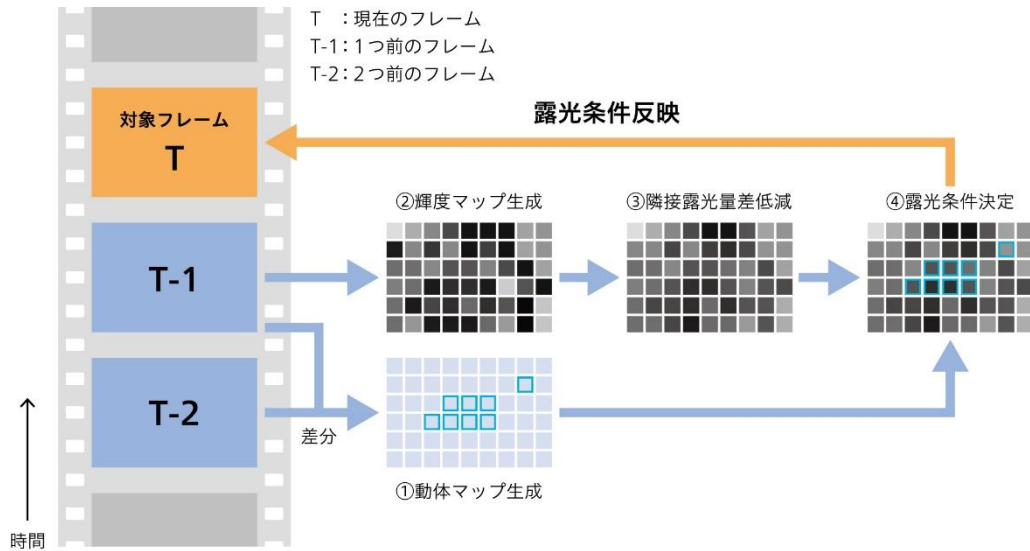 T ：現在のフレーム
T-1：1つ前のフレーム
T-2：2つ前のフレーム
対象フレーム
T
露光条件反映
②輝度マップ生成
③隣接露光量差低減
④露光条件決定
T-1
T-2
差分
①動体マップ生成
時間